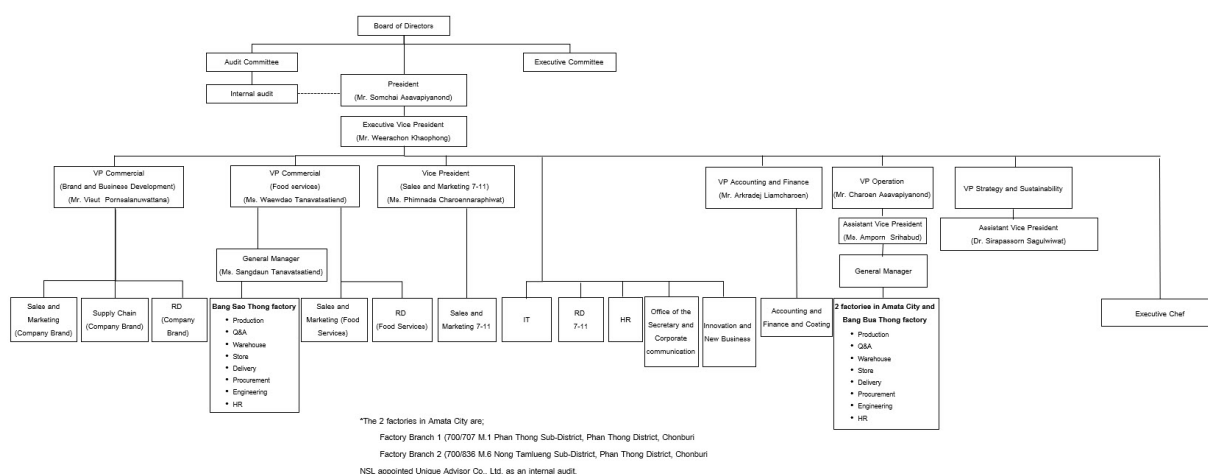 Board of Directors
Audit Committee
Executive Committee
Internal audit
President
(Mr. Somchai Asavapiyanond)
Executive Vice President
(Mr. Weerachon Khaophong)
VP Commercial
(Brand and Business Development)
(Mr. Visut Pornsalanuwattana)
VP Commercial
(Food services)
(Ms. Waewdao Tanavatsatiend)
Vice President
(Sales and Marketing 7-11)
(Ms. Phimnada Charoennaraphiwat)
VP Accounting and Finance
(Mr. Arkradej Liamcharoen)
VP Operation
(Mr. Charoen Asavapiyanond)
VP Strategy and Sustainability
Assistant Vice President
(Ms. Amporn Srihabud)
Assistant Vice President
(Dr. Sirapassorn Sagulwiwat)
General Manager
(Ms. Sangdaun Tanavatsatiend)
General Manager
Sales and
Marketing
(Company Brand)
Supply Chain
(Company Brand)
RD
(Company
Brand)
Bang Sao Thong factory
• Production
• Q&A
• Warehouse
• Store
• Delivery
• Procurement
• Engineering
• HR
Sales and
Marketing (Food
Services)
RD
(Food Services)
Sales and
Marketing 7-11
IT
RD
7-11
HR
Office of the
Secretary and
Corporate
communication
Innovation and
New Business
Accounting and
Finance and Costing
2 factories in Amata City and
Bang Bua Thong factory
• Production
• Q&A
• Warehouse
• Store
• Delivery
• Procurement
• Engineering
• HR
Executive Chef
*The 2 factories in Amata City are;
Factory Branch 1 (700/707 M.1 Phan Thong Sub-District, Phan Thong District, Chonburi
Factory Branch 2 (700/836 M.6 Nong Tamlueng Sub-District, Phan Thong District, Chonburi
NSL appointed Unique Advisor Co., Ltd. as an internal audit.